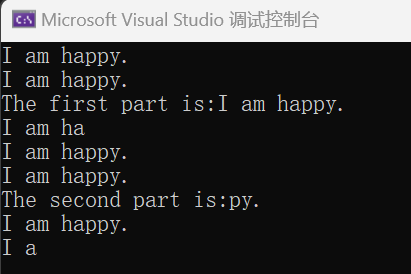 C:\ Microsoft Visual Studio 调试控制台
I am happy.
I am happy.
The first part is:I am happy.
I am ha
I am happy.
I am happy.
The second part is:py.
I am happy.
I a